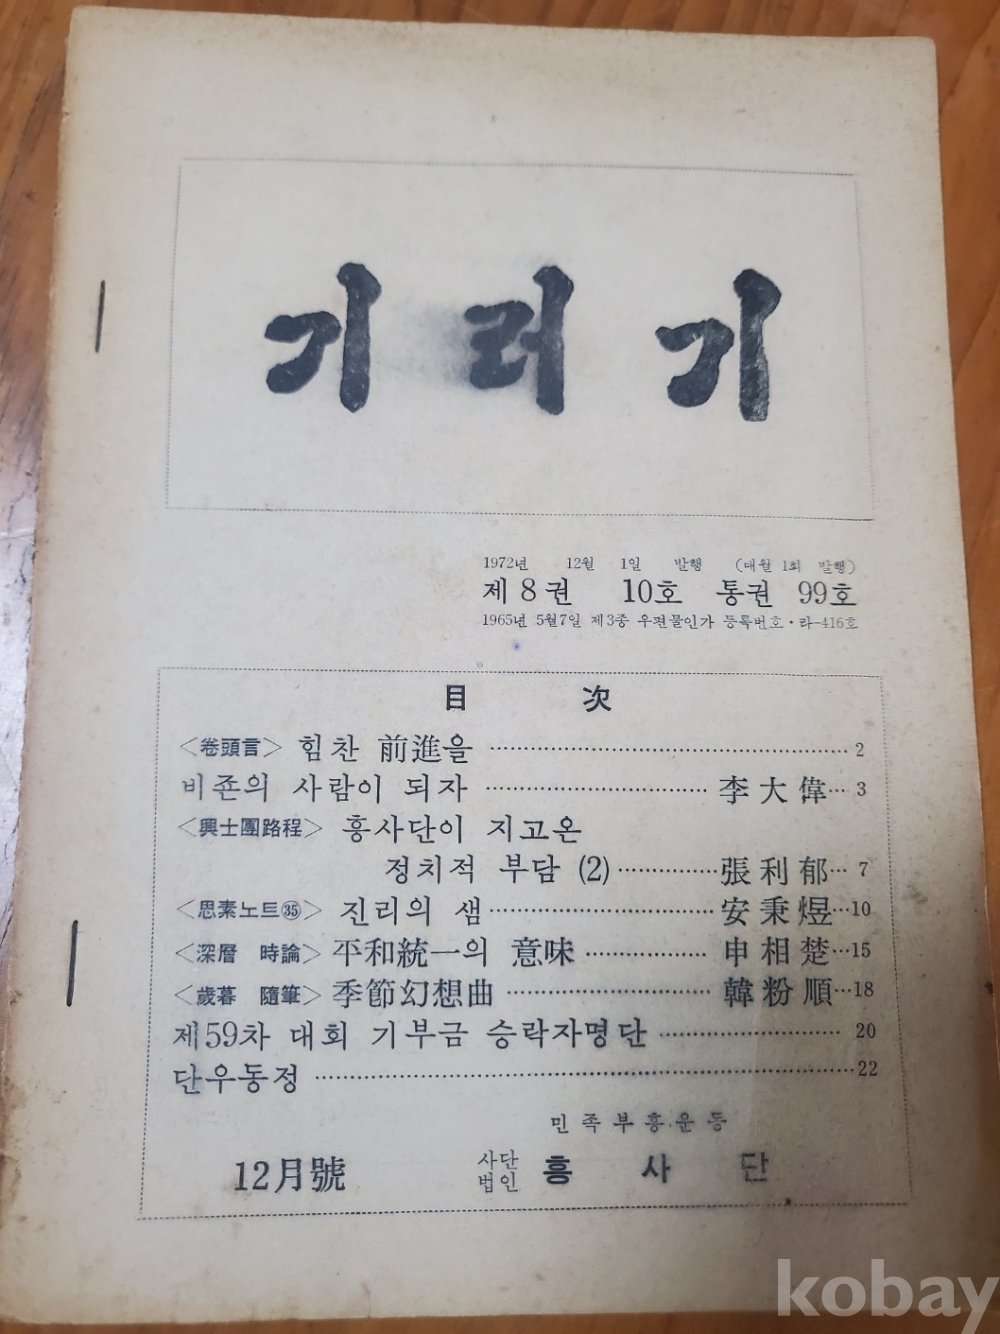 기러기
1972년 12월 1일 발행 (매월 1회 발행)
제8권 10호 통권 99호
1965년 5월7일 제3종 우편물인가 등록번호·라-416호
目次
<卷頭言> 힘찬 前進을 2
비죤의 사람이 되자 李大偉 3
<興士團路程> 흥사단이 지고온
정치적 부담 (2) 張利郁 7
<思素노트㉟> 진리의 샘 安秉煜 10
<深層 時論> 平和統一의 意味 申相楚 15
<歲暮 隨筆> 季節幻想曲 韓粉順 18
제59차 대회 기부금 승락자명단 20
단우동정 22
민족부흥운동
12月號 사단법인 흥사단
kobay